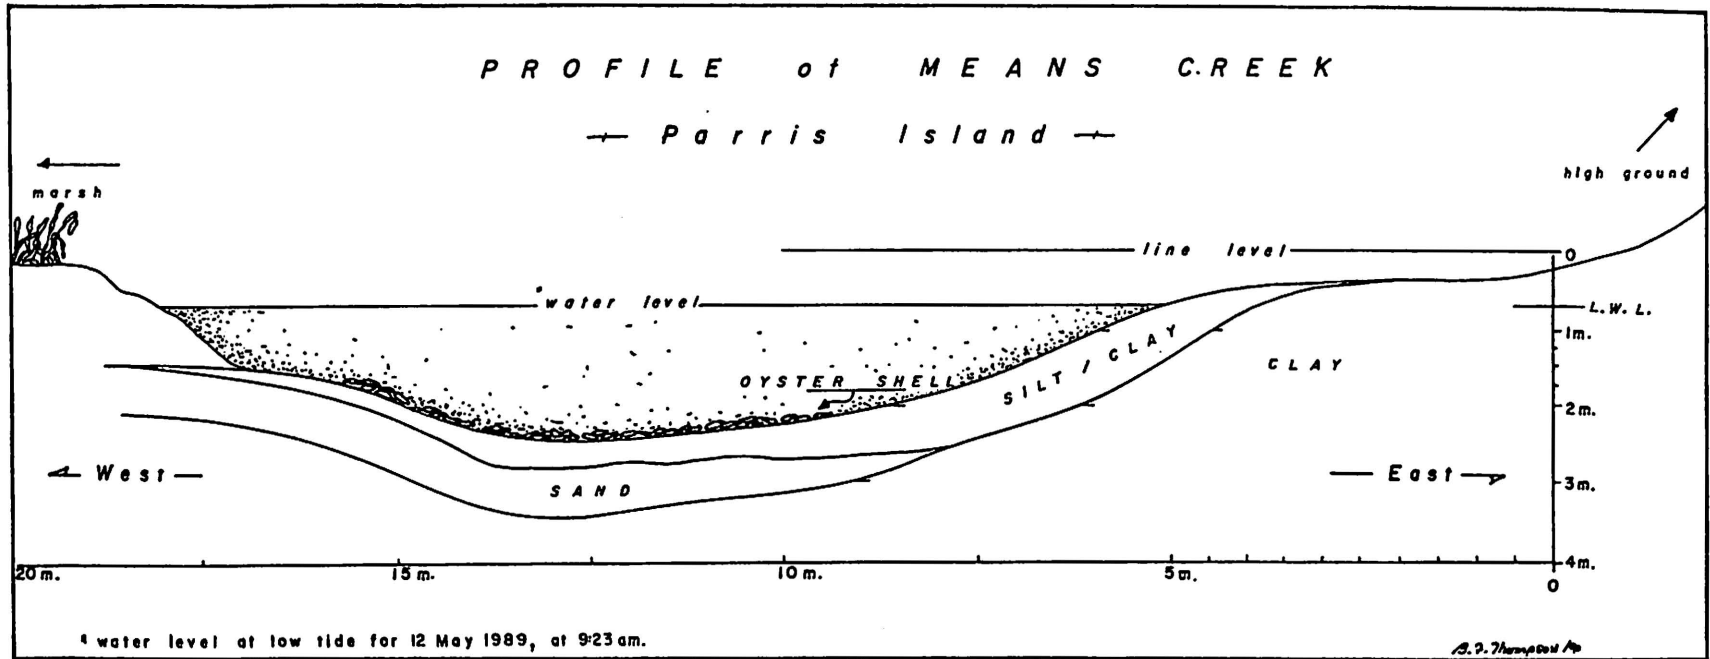 PROFILE of MEANS CREEK
Parris Island
marsh
high ground
line level
0
*water level
L.W.L.
1m.
OYSTER SHELL
SILT / CLAY
CLAY
2m.
West
SAND
East
3m.
20m.
15m.
10m.
5m.
4m.
0
* water level at low tide for 12 May 1989, at 9:23 am.